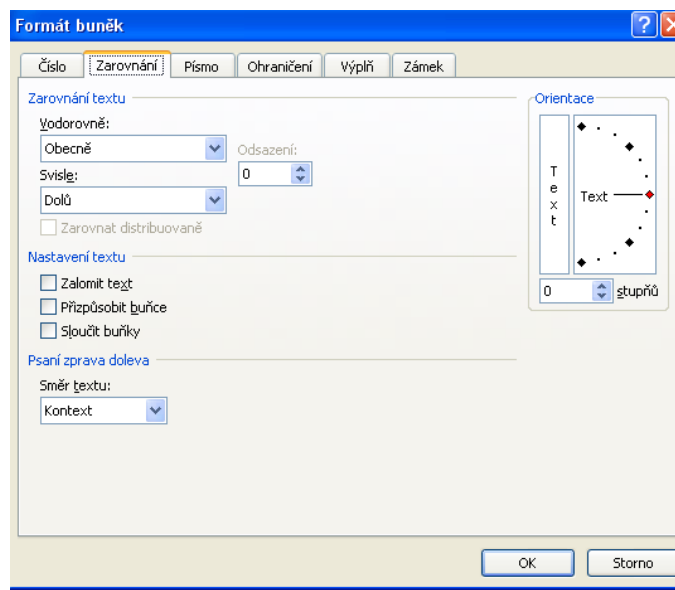 Formát buněk
Číslo Zarovnání Písmo Ohraničení Výplň Zámek
Zarovnání textu
Vodorovně:
Obecně
Odsazení:
Svisle:
0
Dolů
Zarovnat distribuovaně
Nastavení textu
Zalomit text
Přizpůsobit buňce
Sloučit buňky
Psaní zprava doleva
Směr textu:
Kontext
Orientace
T
e
x
t
Text
0 stupňů
OK Storno